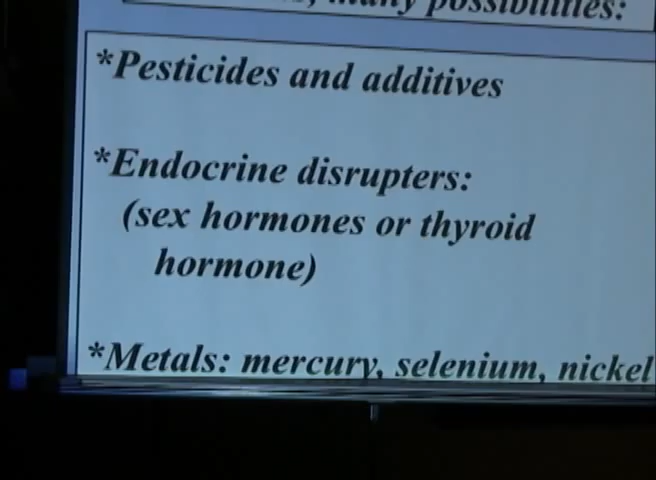 many possibilities:
*Pesticides and additives
*Endocrine disrupters:
(sex hormones or thyroid
hormone)
*Metals: mercury, selenium, nickel